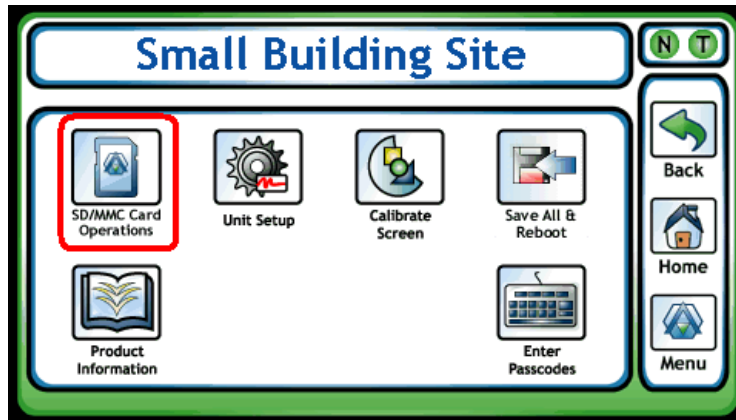 Small Building Site
N T
SD/MMC Card
Operations
Unit Setup
Calibrate
Screen
Save All &
Reboot
Product
Information
Enter
Passcodes
Back
Home
Menu